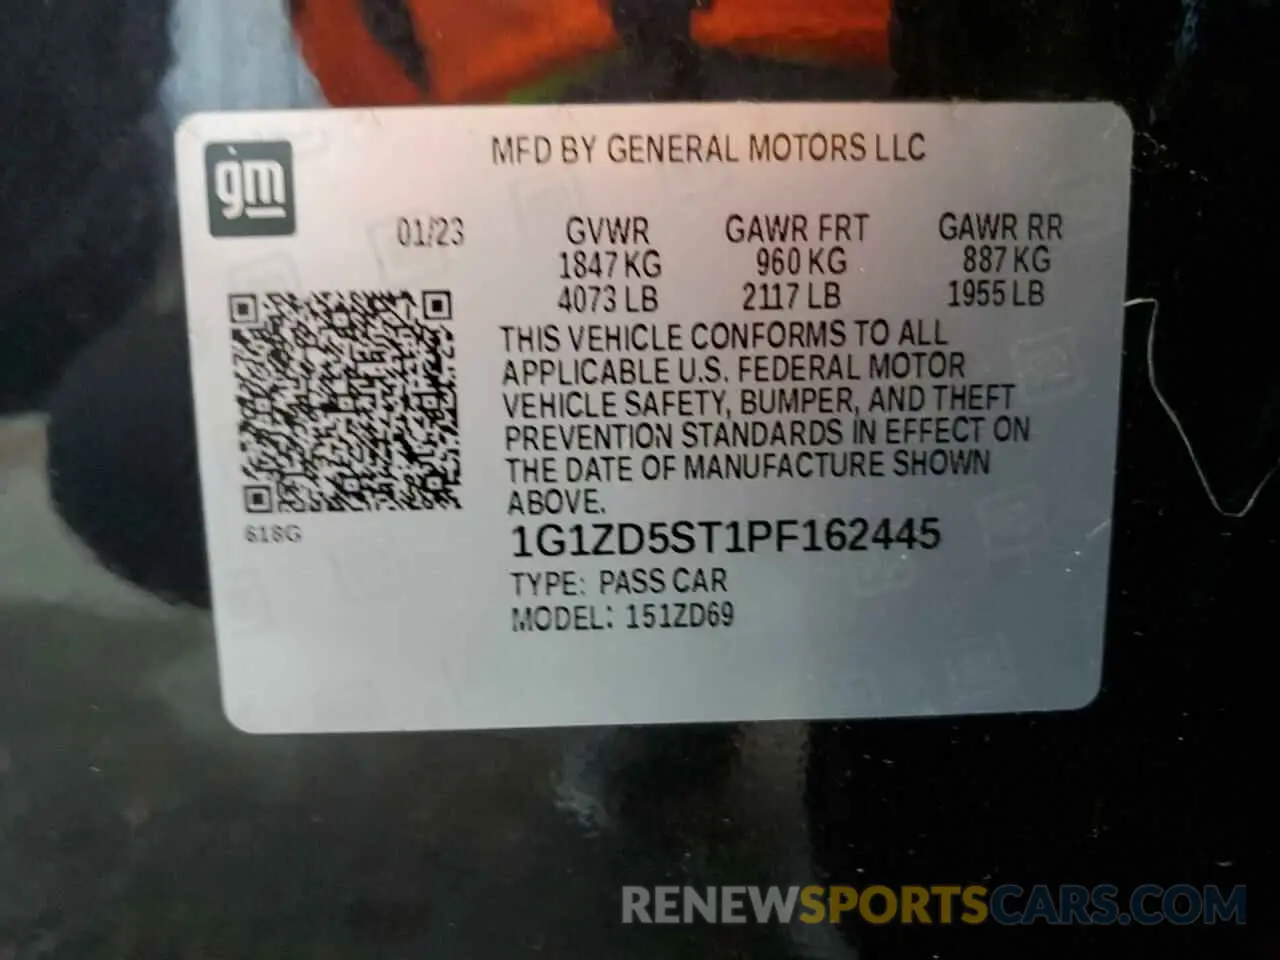 gm
MFD BY GENERAL MOTORS LLC
01/23
GVWR GAWR FRT GAWR RR
1847 KG 960 KG 887 KG
4073 LB 2117 LB 1955 LB
THIS VEHICLE CONFORMS TO ALL
APPLICABLE U.S. FEDERAL MOTOR
VEHICLE SAFETY, BUMPER, AND THEFT
PREVENTION STANDARDS IN EFFECT ON
THE DATE OF MANUFACTURE SHOWN
ABOVE.
618G
1G1ZD5ST1PF162445
TYPE: PASS CAR
MODEL: 151ZD69
RENEWSPORTSCARS.COM